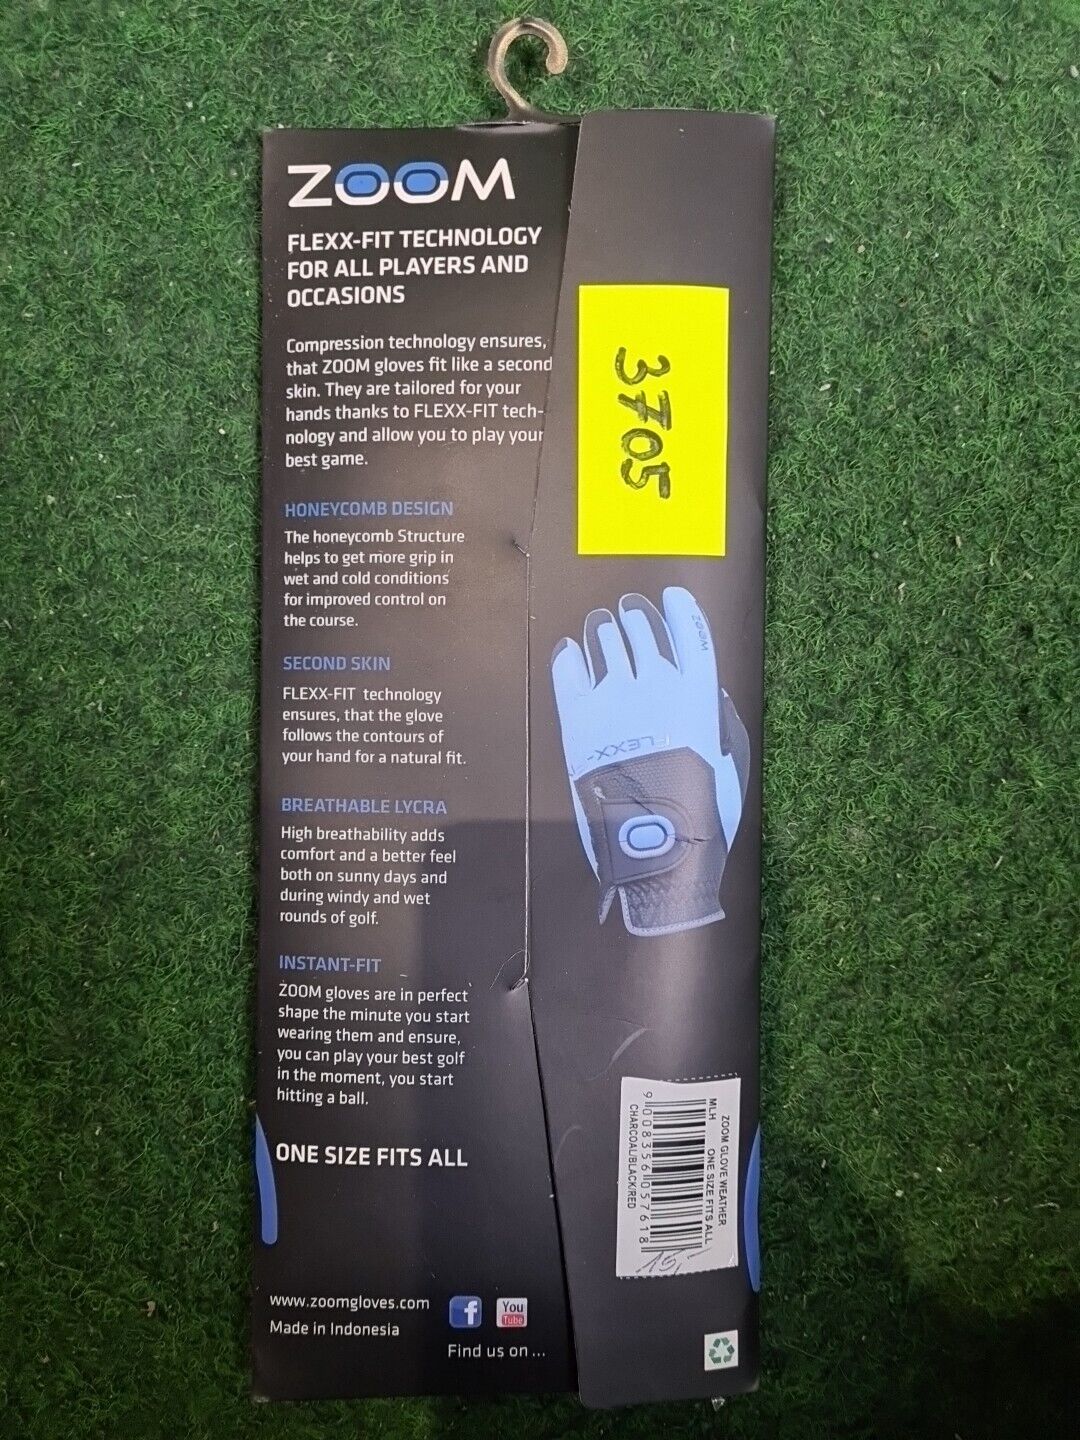 ZOOM
FLEXX-FIT TECHNOLOGY
FOR ALL PLAYERS AND
OCCASIONS
Compression technology ensures,
that ZOOM gloves fit like a second
skin. They are tailored for your
hands thanks to FLEXX-FIT tech-
nology and allow you to play your
best game.
HONEYCOMB DESIGN
The honeycomb Structure
helps to get more grip in
wet and cold conditions
for improved control on
the course.
SECOND SKIN
FLEXX-FIT technology
ensures, that the glove
follows the contours of
your hand for a natural fit.
BREATHABLE LYCRA
High breathability adds
comfort and a better feel
both on sunny days and
during windy and wet
rounds of golf.
INSTANT-FIT
ZOOM gloves are in perfect
shape the minute you start
wearing them and ensure,
you can play your best golf
in the moment, you start
hitting a ball.
ONE SIZE FITS ALL
www.zoomgloves.com
Made in Indonesia
f
You
Tube
Find us on ...
3705
ZOOM
FLEXX-
ZOOM GLOVE WEATHER
MLH ONE SIZE FITS ALL
9008356057618
CHARCOAL/BLACK/RED